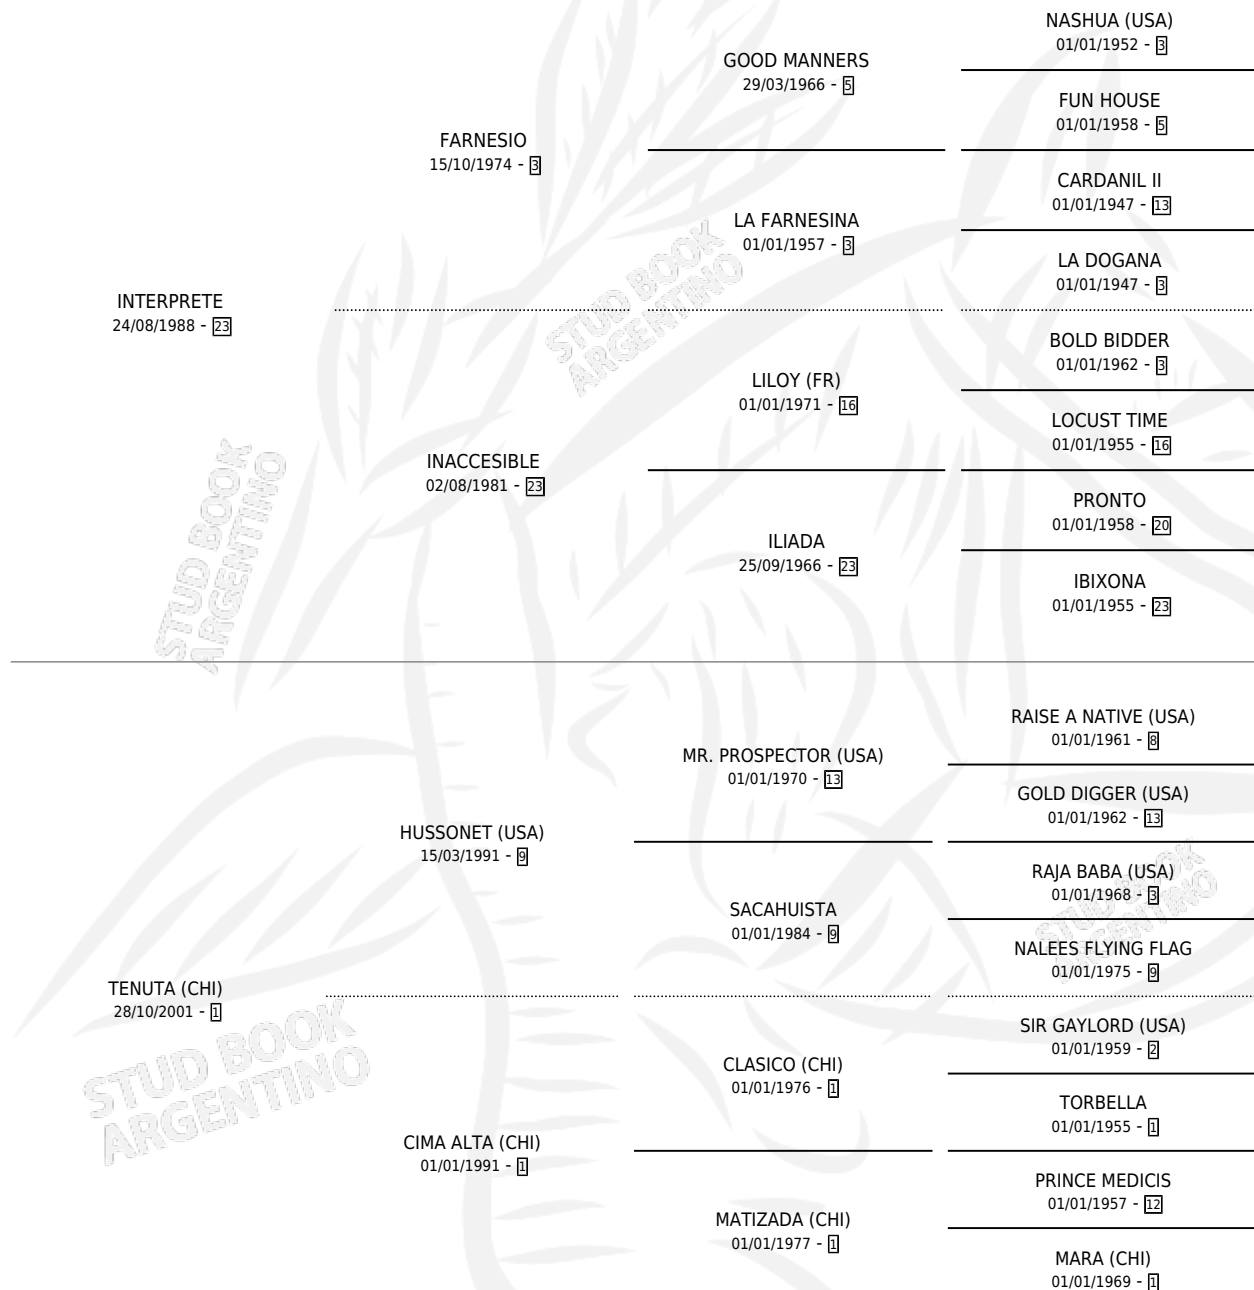 NASHUA (USA)
01/01/1952 - 3
GOOD MANNERS
29/03/1966 - 5
FUN HOUSE
01/01/1958 - 5
FARNESIO
15/10/1974 - 3
CARDANIL II
01/01/1947 - 13
LA FARNESINA
01/01/1957 - 3
LA DOGANA
01/01/1947 - 3
INTERPRETE
24/08/1988 - 23
BOLD BIDDER
01/01/1962 - 3
LILOY (FR)
01/01/1971 - 16
LOCUST TIME
01/01/1955 - 16
INACCESIBLE
02/08/1981 - 23
PRONTO
01/01/1958 - 20
ILIADA
25/09/1966 - 23
IBIXONA
01/01/1955 - 23
RAISE A NATIVE (USA)
01/01/1961 - 8
MR. PROSPECTOR (USA)
01/01/1970 - 13
GOLD DIGGER (USA)
01/01/1962 - 13
HUSSONET (USA)
15/03/1991 - 9
RAJA BABA (USA)
01/01/1968 - 3
SACAHUISTA
01/01/1984 - 9
NALEES FLYING FLAG
01/01/1975 - 9
TENUTA (CHI)
28/10/2001 - 1
SIR GAYLORD (USA)
01/01/1959 - 2
CLASICO (CHI)
01/01/1976 - 1
TORBELLA
01/01/1955 - 1
CIMA ALTA (CHI)
01/01/1991 - 1
PRINCE MEDICIS
01/01/1957 - 12
MATIZADA (CHI)
01/01/1977 - 1
MARA (CHI)
01/01/1969 - 1
STUD BOOK
ARGENTINO
STUD BOOK
ARGENTINO
STUD BOOK
ARGENTINO
STUD BOOK
ARGENTINO